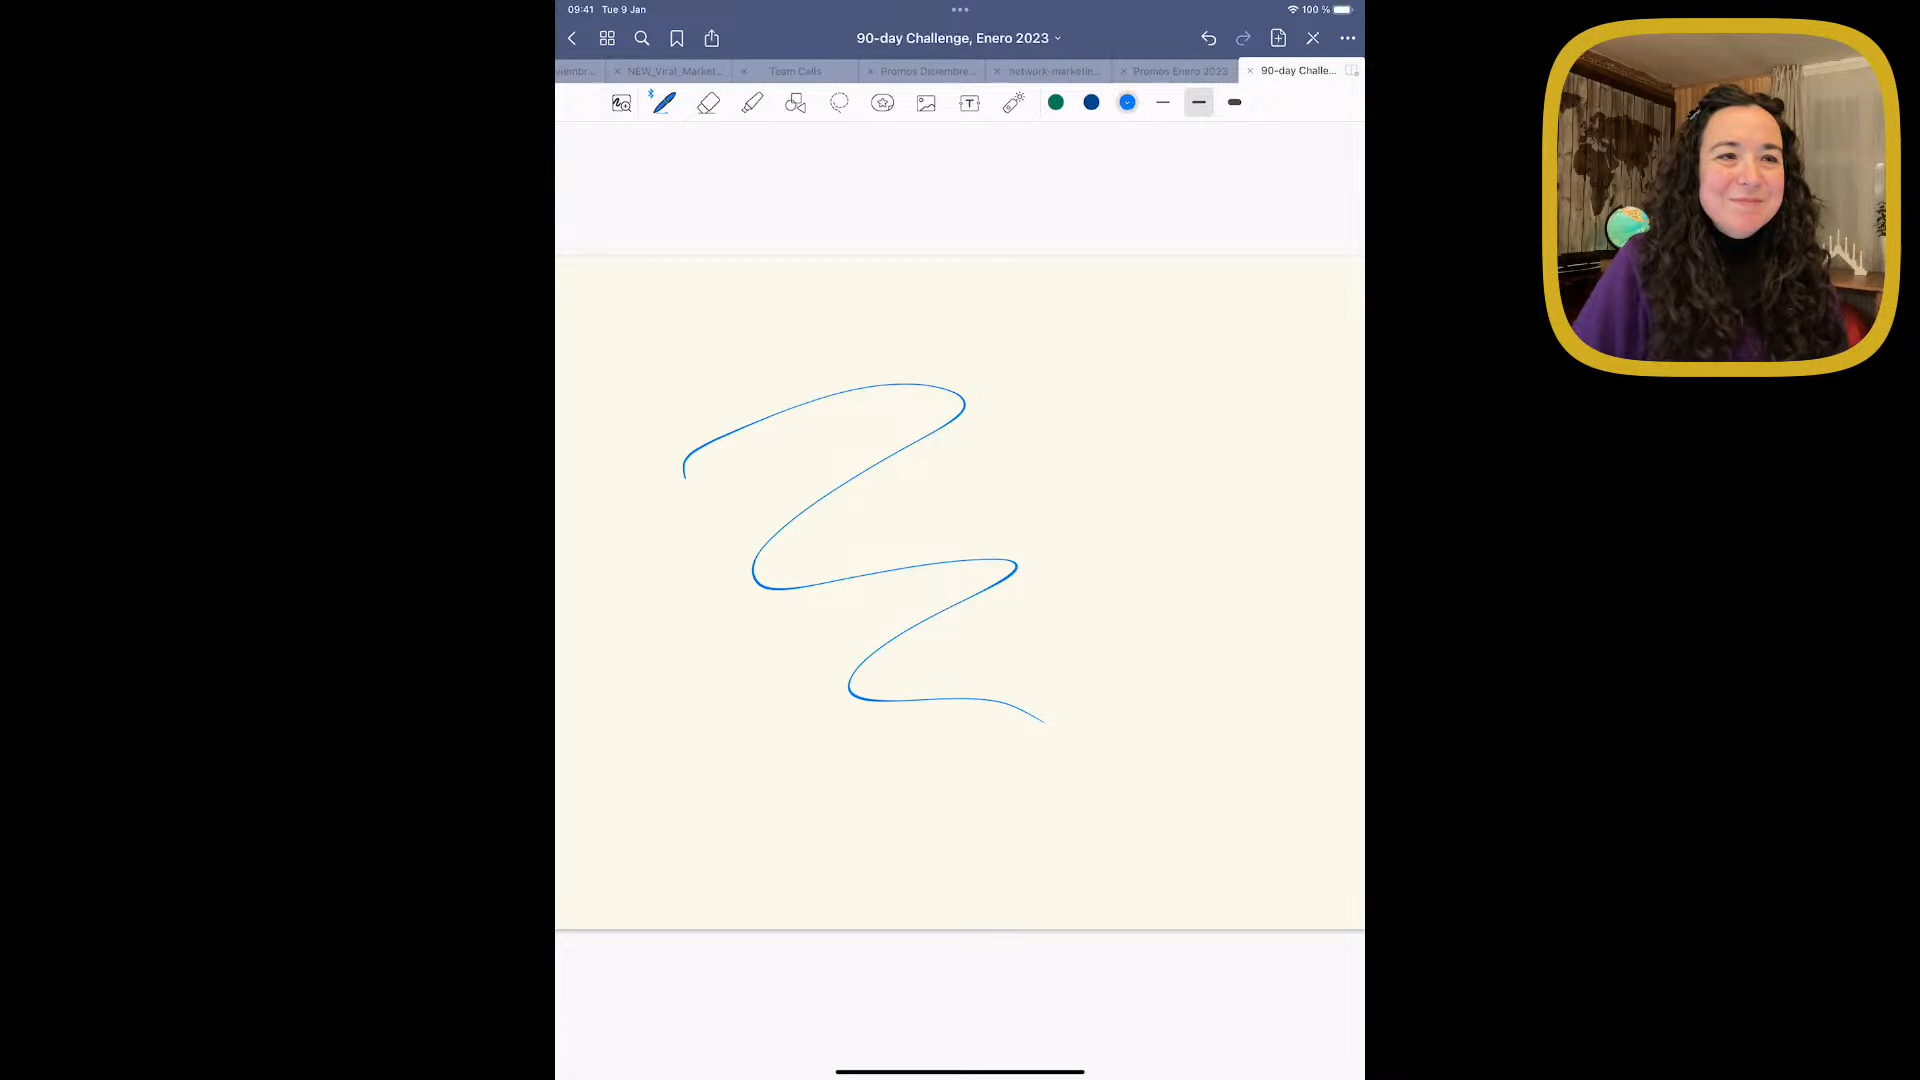 09:41 Tue 9 Jan
100 %
90-day Challenge, Enero 2023
viembr...
NEW_Viral_Market...
Team Calls
Promos Diciembre...
network-marketin...
Promos Enero 2023
90-day Challe...
T